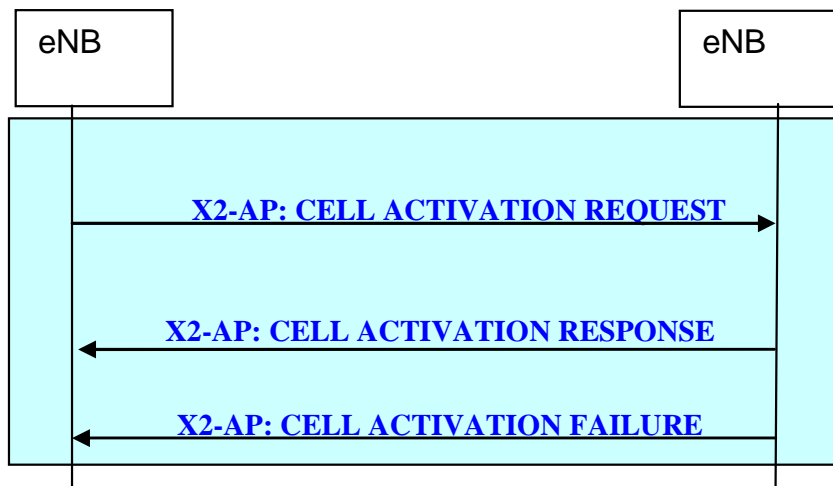 eNB
eNB
X2-AP: CELL ACTIVATION REQUEST
X2-AP: CELL ACTIVATION RESPONSE
X2-AP: CELL ACTIVATION FAILURE